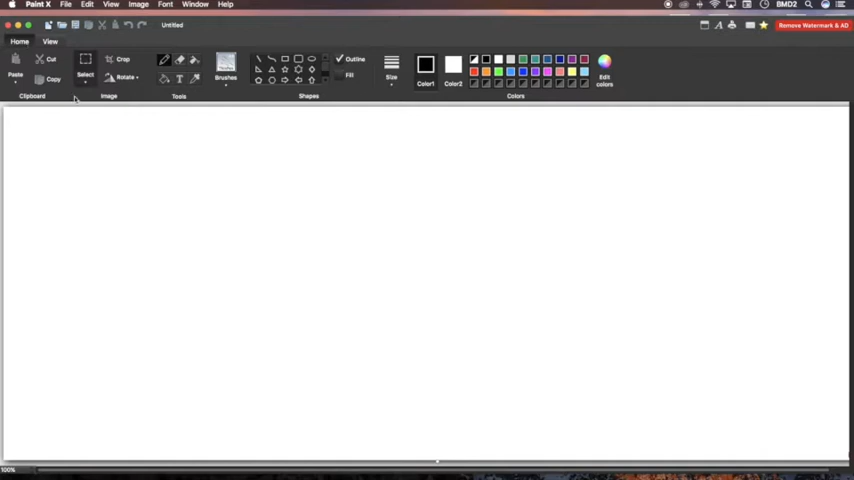 Paint X File Edit View Image Font Window Help BMD2
Untitled Remove Watermark & AD
Home View
Paste Cut Copy Select Crop Rotate Brushes Outline Fill Size Color1 Color2 Edit colors
Clipboard Image Tools Shapes Colors
100%